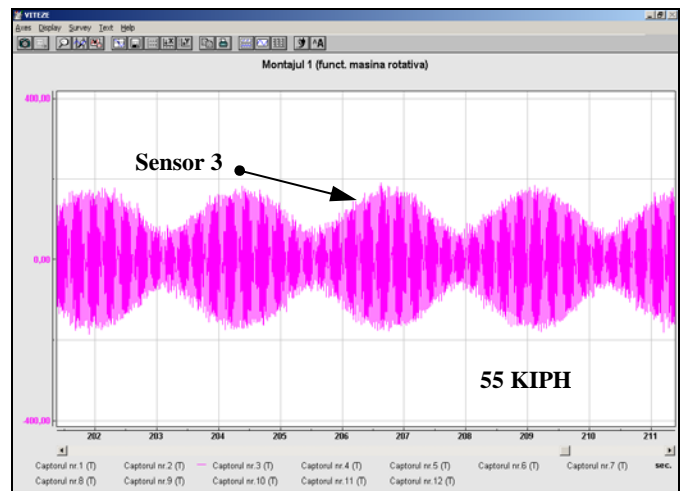 VITEZE
Axes Display Survey Text Help
Montajul 1 (funct. masina rotativa)
400,00
Sensor 3
0,00
55 KIPH
-400,00
202 203 204 205 206 207 208 209 210 211
Captorul nr.1 (T) Captorul nr.2 (T) Captorul nr.3 (T) Captorul nr.4 (T) Captorul nr.5 (T) Captorul nr.6 (T) Captorul nr.7 (T) sec.
Captorul nr.8 (T) Captorul nr.9 (T) Captorul nr.10 (T) Captorul nr.11 (T) Captorul nr.12 (T)